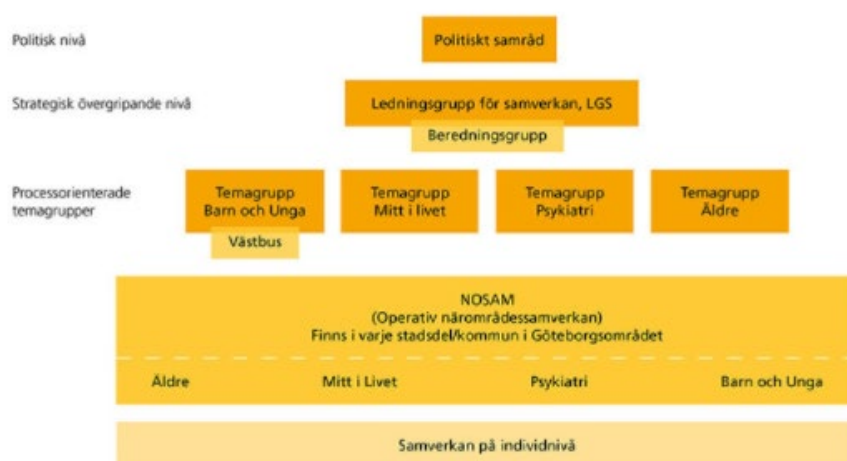 Politisk nivå
Politiskt samråd
Strategisk övergripande nivå
Ledningsgrupp för samverkan, LGS
Beredningsgrupp
Processorienterade
temagrupper
Temagrupp
Barn och Unga
Västbus
Temagrupp
Mitt i livet
Temagrupp
Psykiatri
Temagrupp
Äldre
NOSAM
(Operativ närområdessamverkan)
Finns i varje stadsdel/kommun i Göteborgsområdet
Äldre
Mitt i Livet
Psykiatri
Barn och Unga
Samverkan på individnivå